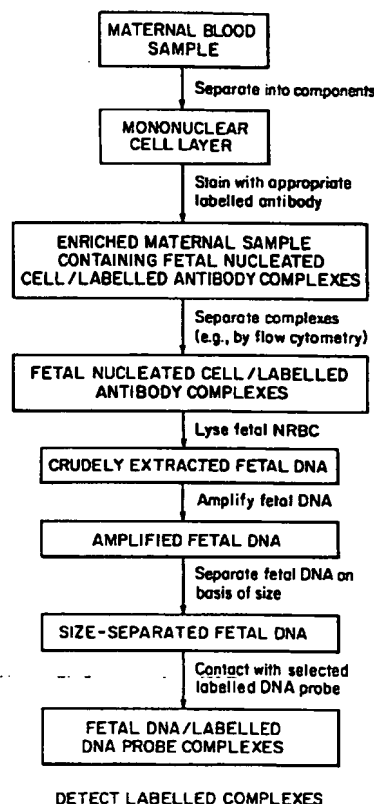 MATERNAL BLOOD
SAMPLE
Separate into components
MONONUCLEAR
CELL LAYER
Stain with appropriate
labelled antibody
ENRICHED MATERNAL SAMPLE
CONTAINING FETAL NUCLEATED
CELL/LABELLED ANTIBODY COMPLEXES
Separate complexes
(e.g., by flow cytometry)
FETAL NUCLEATED CELL/LABELLED
ANTIBODY COMPLEXES
Lyse fetal NRBC
CRUDELY EXTRACTED FETAL DNA
Amplify fetal DNA
AMPLIFIED FETAL DNA
Separate fetal DNA on
basis of size
SIZE-SEPARATED FETAL DNA
Contact with selected
labelled DNA probe
FETAL DNA/LABELLED
DNA PROBE COMPLEXES
DETECT LABELLED COMPLEXES